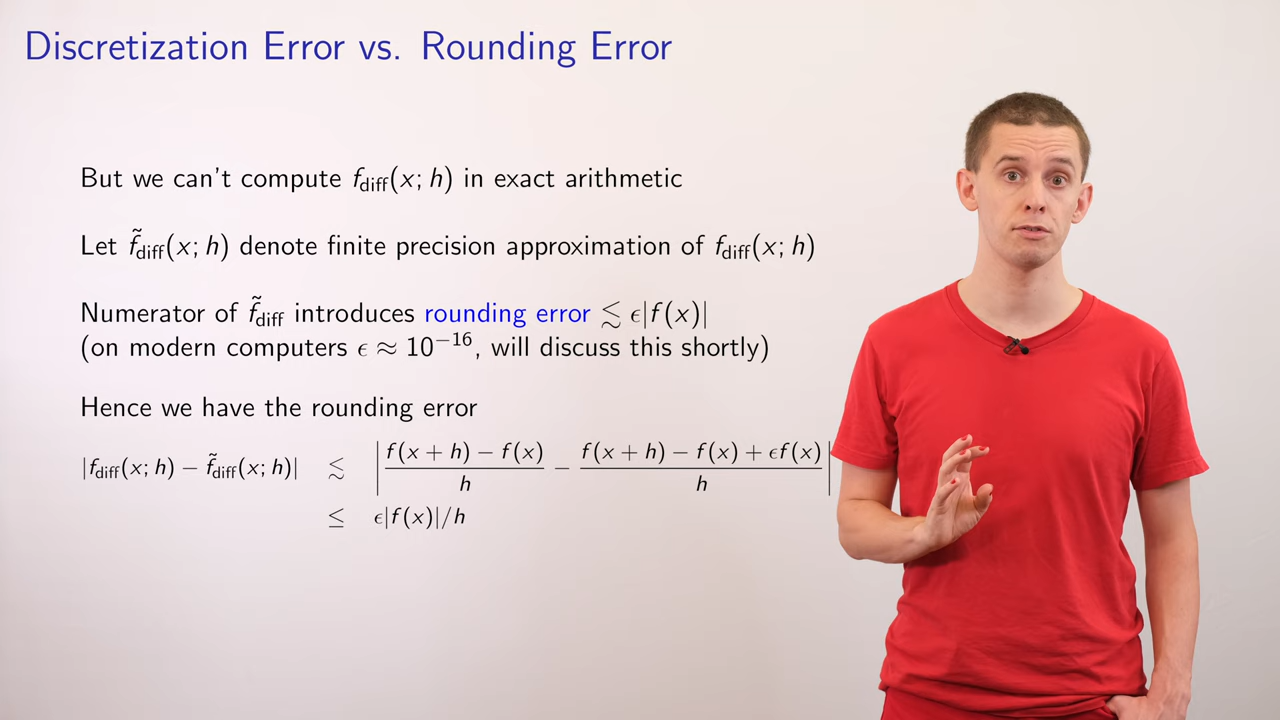 Discretization Error vs. Rounding Error
But we can't compute f_diff(x; h) in exact arithmetic
Let f̃_diff(x; h) denote finite precision approximation of f_diff(x; h)
Numerator of f̃_diff introduces rounding error ≲ ϵ|f(x)|
(on modern computers ϵ ≈ 10⁻¹⁶, will discuss this shortly)
Hence we have the rounding error
|f_diff(x; h) − f̃_diff(x; h)| ≲ |(f(x + h) − f(x))/h − (f(x + h) − f(x) + ϵf(x))/h|
≤ ϵ|f(x)|/h